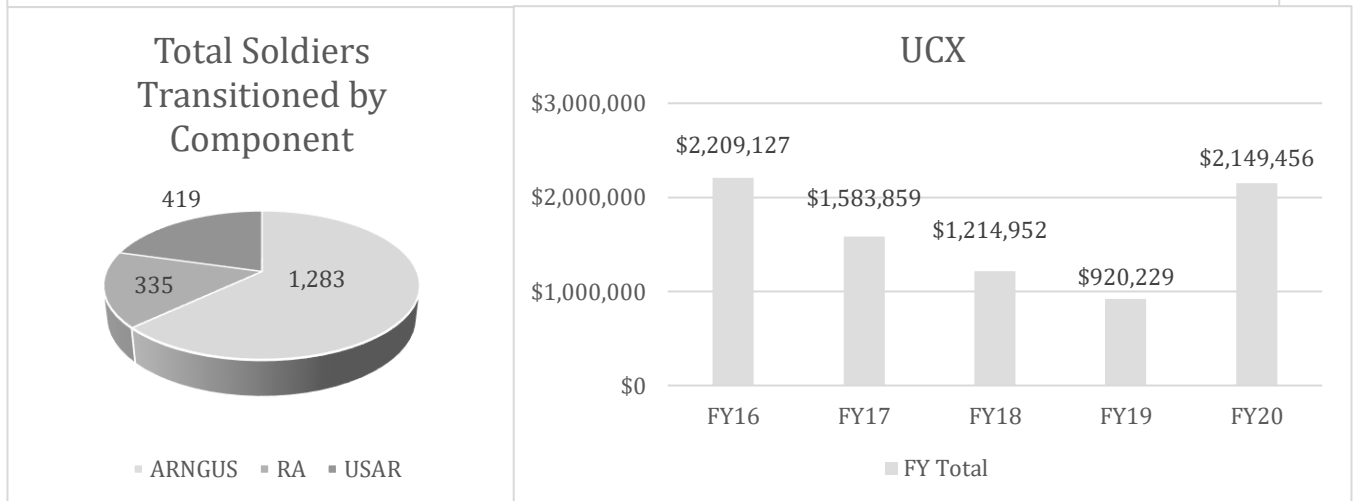 Total Soldiers
Transitioned by
Component
419
335
1,283
ARNGUS RA USAR
UCX
$3,000,000
$2,209,127
$2,149,456
$2,000,000
$1,583,859
$1,214,952
$1,000,000
$920,229
$0
FY16 FY17 FY18 FY19 FY20
FY Total